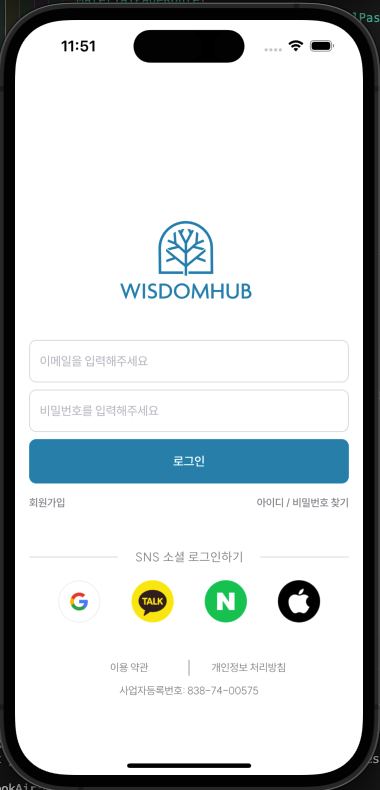 11:51
WISDOMHUB
이메일을 입력해주세요
비밀번호를 입력해주세요
로그인
회원가입 아이디 / 비밀번호 찾기
SNS 소셜 로그인하기
G TALK N
이용 약관 | 개인정보 처리방침
사업자등록번호: 838-74-00575